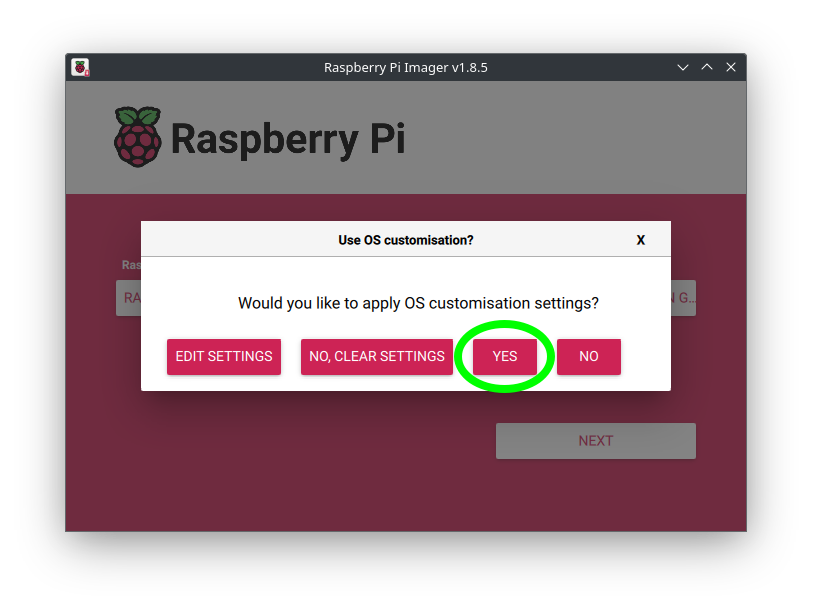 Raspberry Pi Imager v1.8.5
Raspberry Pi
Use OS customisation?
X
Ras
RA
G...
Would you like to apply OS customisation settings?
EDIT SETTINGS
NO, CLEAR SETTINGS
YES
NO
NEXT